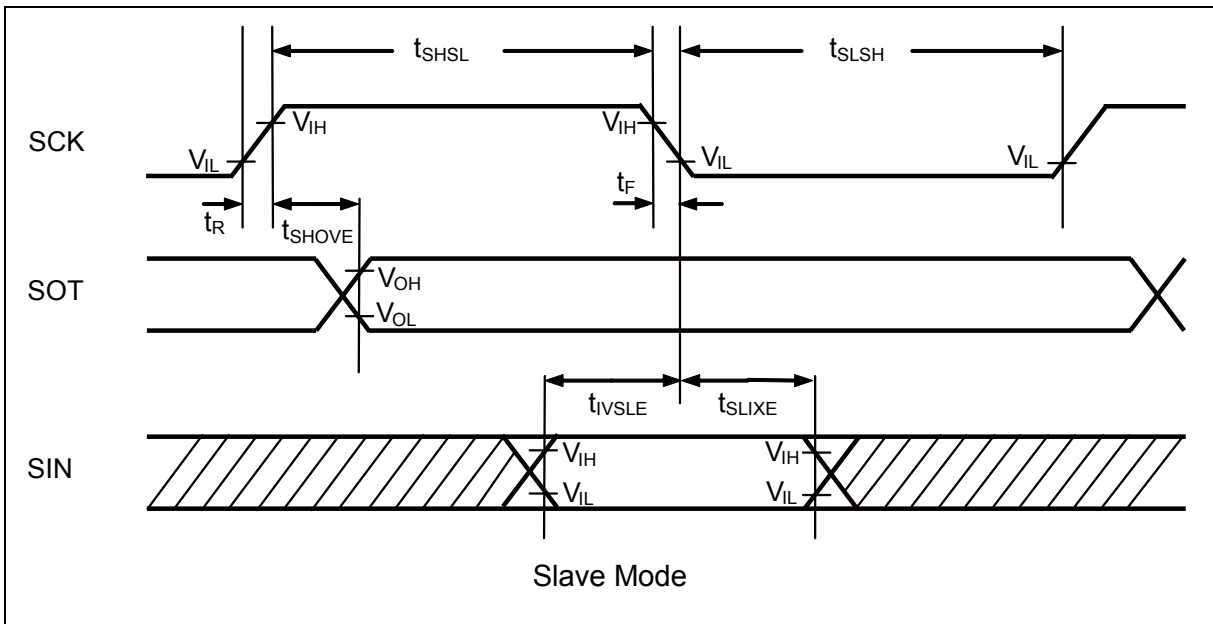 tSHSL tSLSH
SCK
VIH VIH
VIL VIL VIL
tF
tR tSHOVE
SOT
VOH
VOL
tIVSLE tSLIXE
SIN
VIH VIH
VIL VIL
Slave Mode